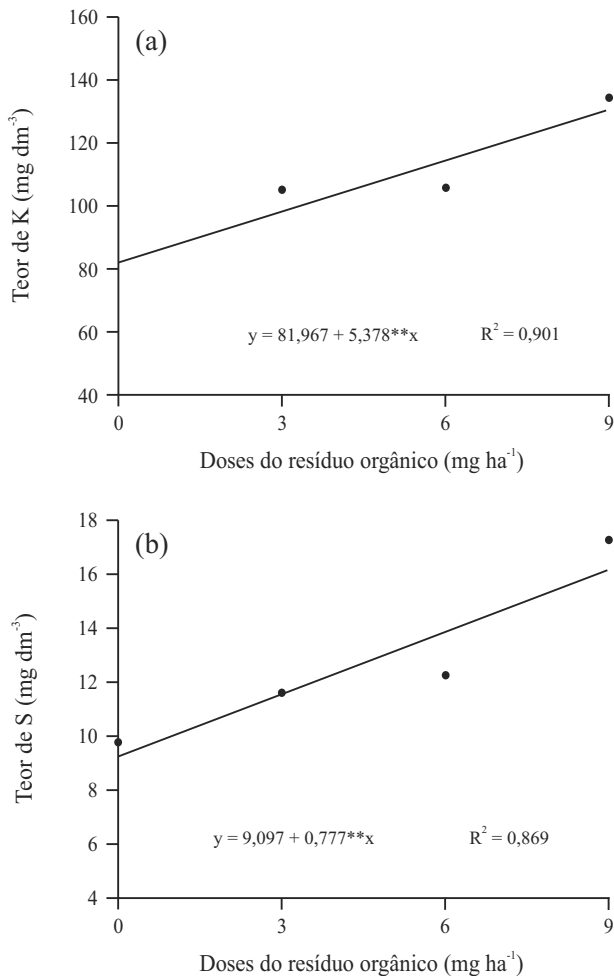 (a)
Teor de K (mg dm⁻³)
160
140
120
100
80
60
40
y = 81,967 + 5,378**x R² = 0,901
0 3 6 9
Doses do resíduo orgânico (mg ha⁻¹)
(b)
Teor de S (mg dm⁻³)
18
16
14
12
10
8
6
4
y = 9,097 + 0,777**x R² = 0,869
0 3 6 9
Doses do resíduo orgânico (mg ha⁻¹)